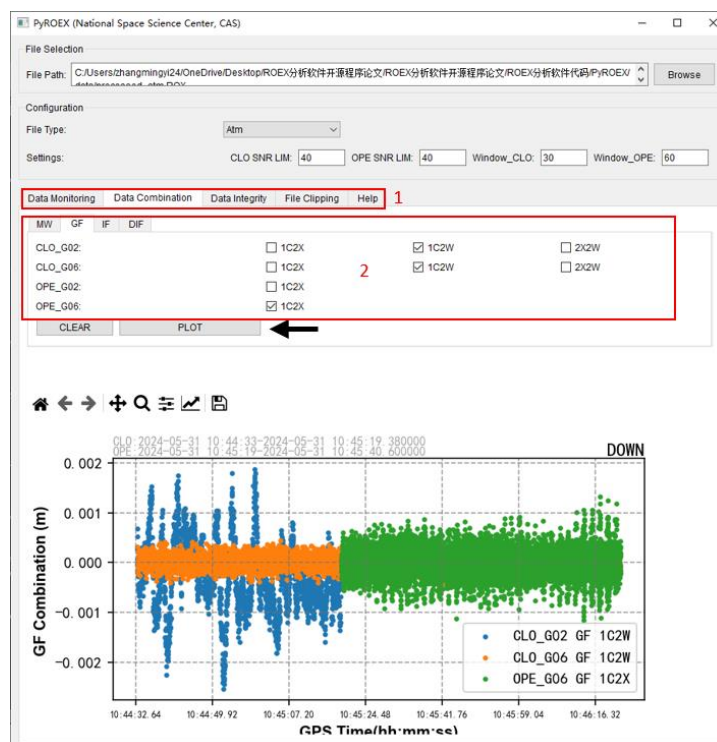 PyROEX (National Space Science Center, CAS)
File Selection
File Path: C:/Users/zhangmingyi24/OneDrive/Desktop/ROEX分析软件开源程序论文/ROEX分析软件开源程序论文/ROEX分析软件代码/PyROEX/ Browse
Configuration
File Type: Atm
Settings: CLO SNR LIM: 40 OPE SNR LIM: 40 Window_CLO: 30 Window_OPE: 60
Data Monitoring Data Combination Data Integrity File Clipping Help 1
MW GF IF DIF
CLO_G02: 1C2X 1C2W 2X2W
CLO_G06: 1C2X 1C2W 2X2W
2
OPE_G02: 1C2X
OPE_G06: 1C2X
CLEAR PLOT
CLO:2024-05-31 10:44:33-2024-05-31 10:45:19.380000
OPE:2024-05-31 10:45:19-2024-05-31 10:45:40.600000
DOWN
GF Combination (m)
0.002
0.001
0.000
−0.001
−0.002
CLO_G02 GF 1C2W
CLO_G06 GF 1C2W
OPE_G06 GF 1C2X
10:44:32.64 10:44:49.92 10:45:07.20 10:45:24.48 10:45:41.76 10:45:59.04 10:46:16.32
GPS Time(hh:mm:ss)